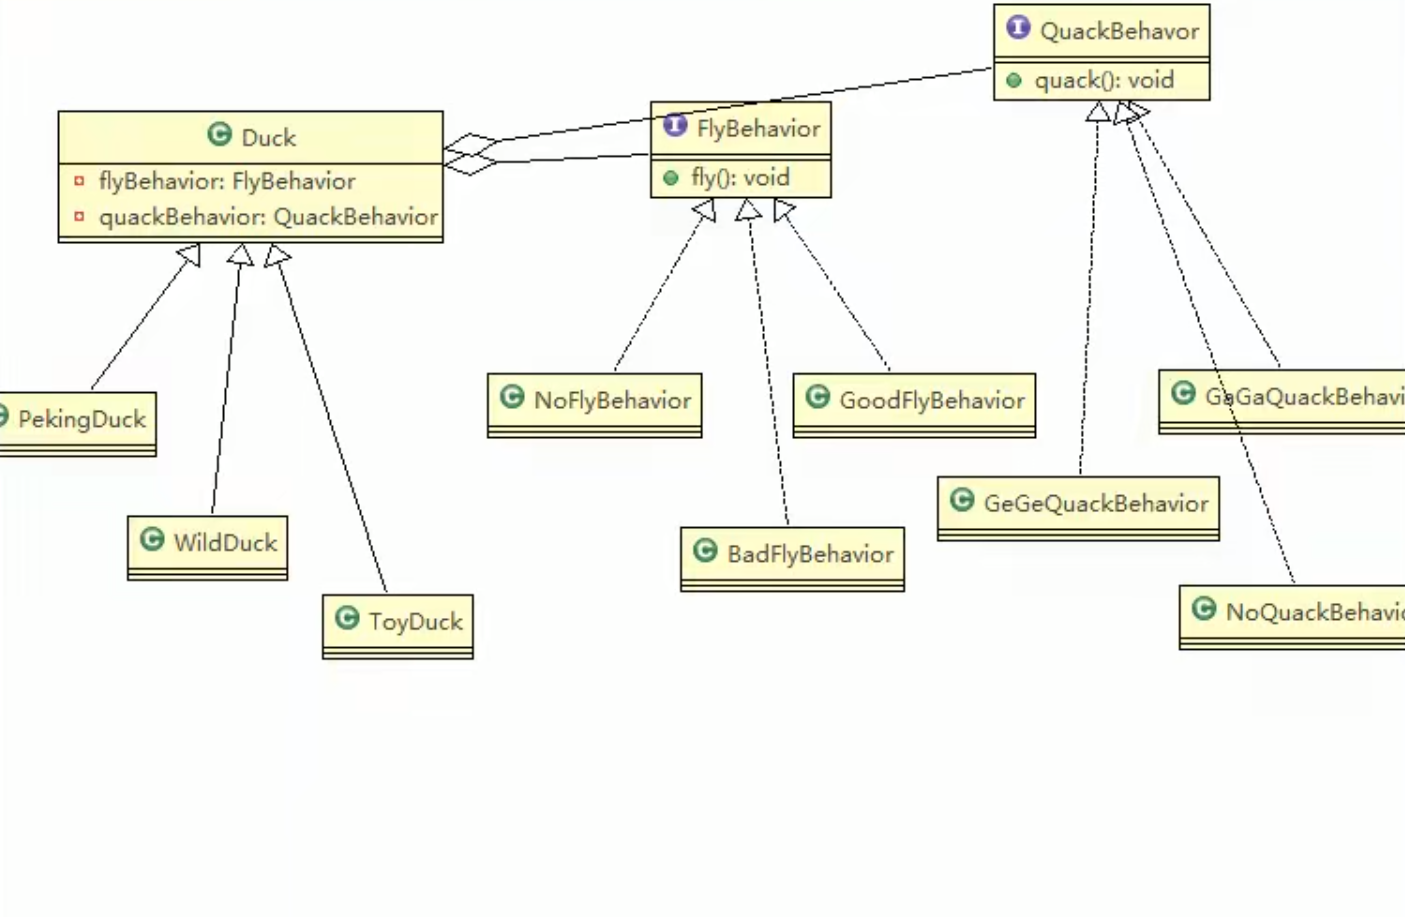 QuackBehavor
quack(): void
Duck
flyBehavior: FlyBehavior
quackBehavior: QuackBehavior
FlyBehavior
fly(): void
PekingDuck
WildDuck
ToyDuck
NoFlyBehavior
GoodFlyBehavior
BadFlyBehavior
GaGaQuackBehavi
GeGeQuackBehavior
NoQuackBehavio